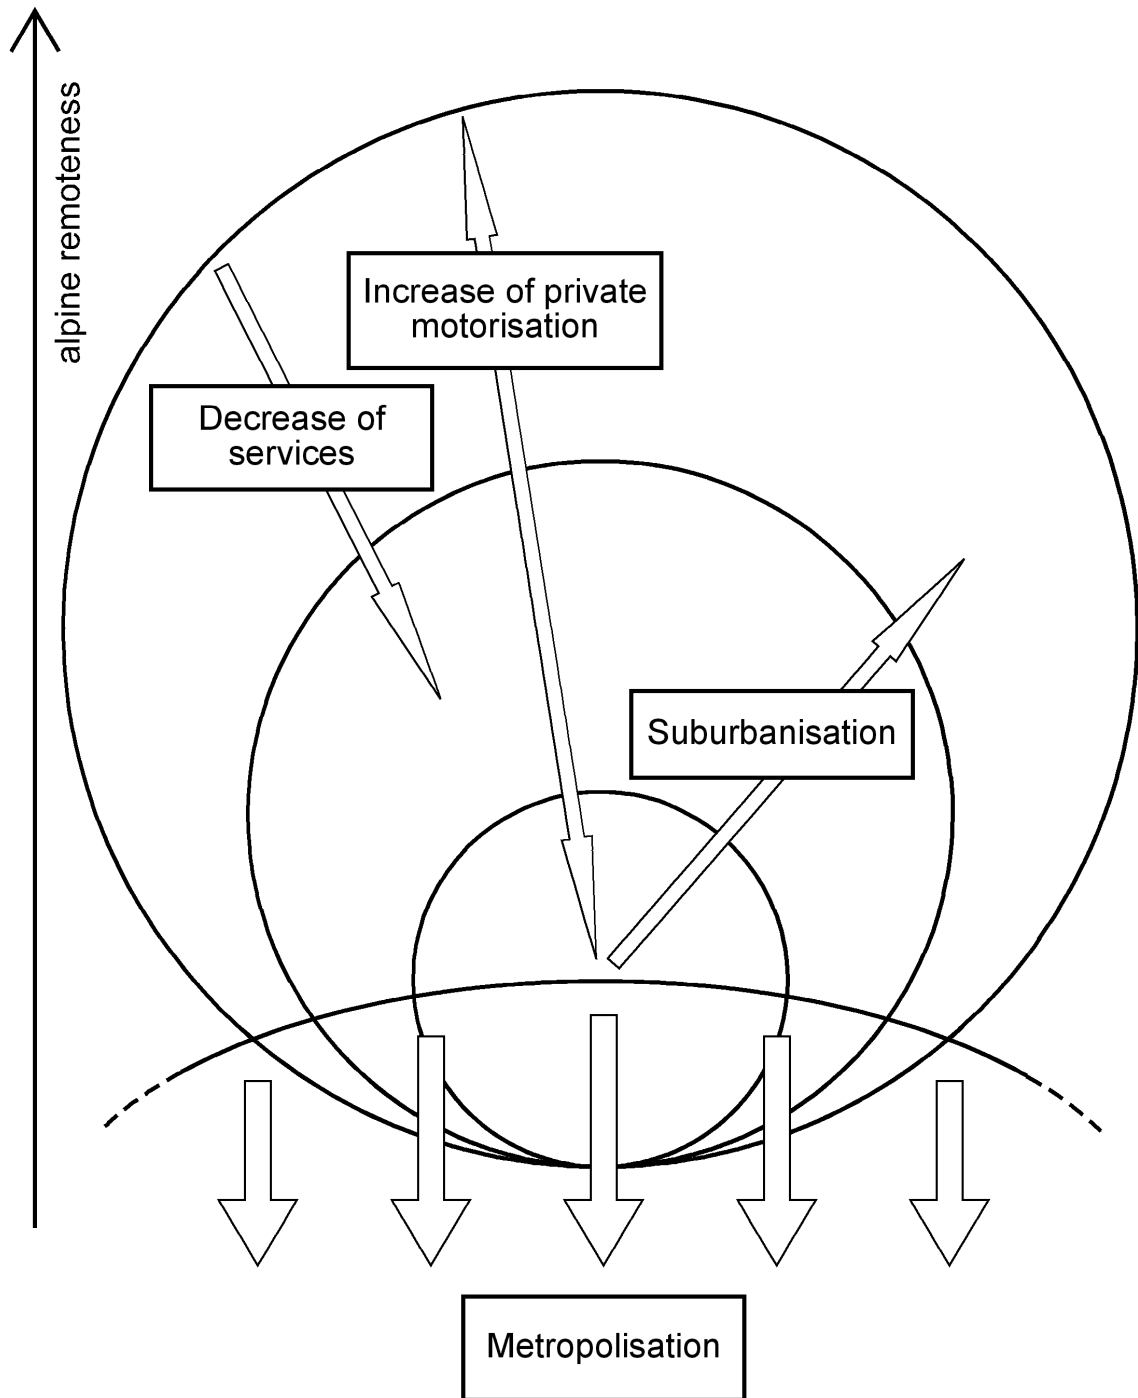 alpine remoteness
Increase of private
motorisation
Decrease of
services
Suburbanisation
Metropolisation